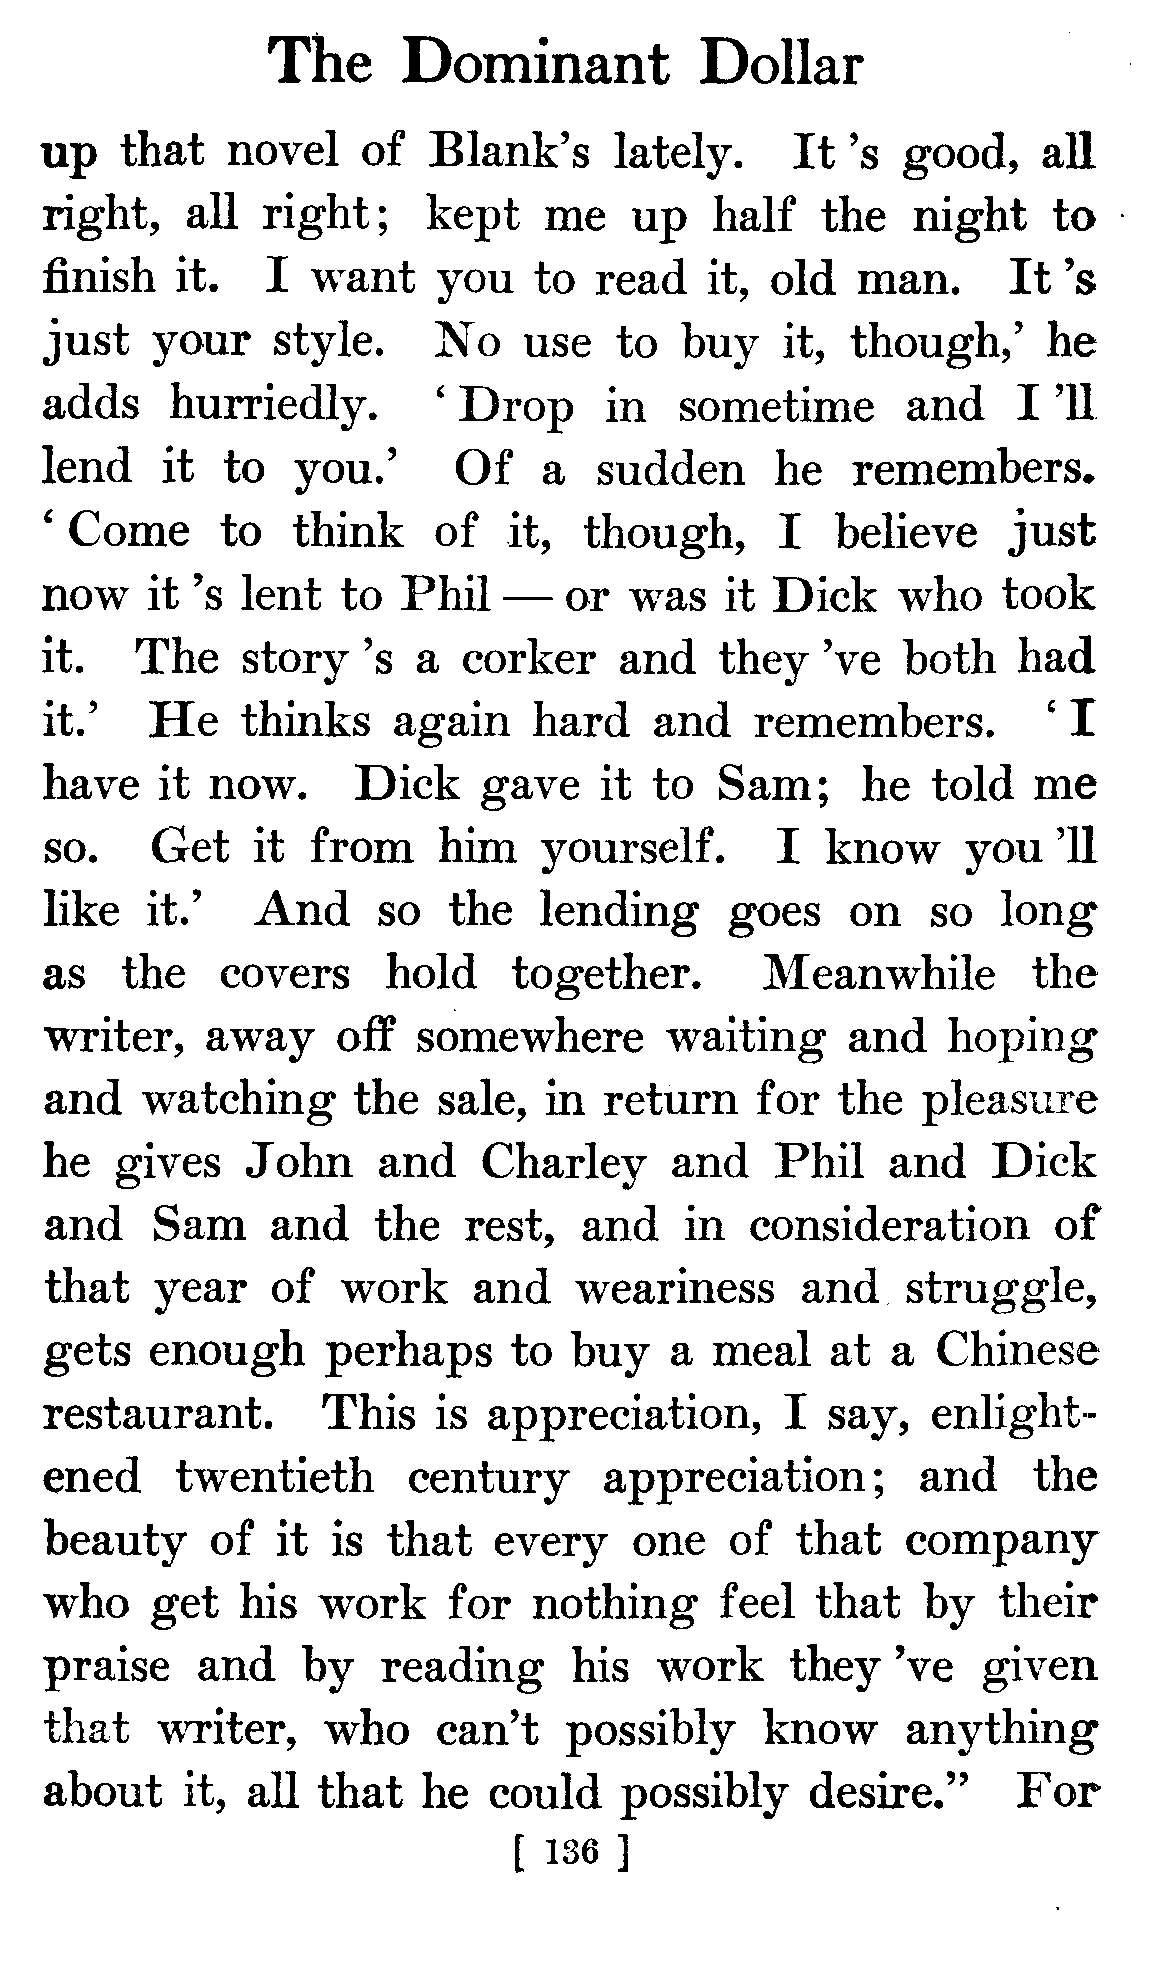 The Dominant Dollar
up that novel of Blank's lately. It 's good, all
right, all right; kept me up half the night to
finish it. I want you to read it, old man. It 's
just your style. No use to buy it, though,' he
adds hurriedly. ' Drop in sometime and I 'll
lend it to you.' Of a sudden he remembers.
' Come to think of it, though, I believe just
now it 's lent to Phil — or was it Dick who took
it. The story 's a corker and they 've both had
it.' He thinks again hard and remembers. ' I
have it now. Dick gave it to Sam; he told me
so. Get it from him yourself. I know you 'll
like it.' And so the lending goes on so long
as the covers hold together. Meanwhile the
writer, away off somewhere waiting and hoping
and watching the sale, in return for the pleasure
he gives John and Charley and Phil and Dick
and Sam and the rest, and in consideration of
that year of work and weariness and struggle,
gets enough perhaps to buy a meal at a Chinese
restaurant. This is appreciation, I say, enlight-
ened twentieth century appreciation; and the
beauty of it is that every one of that company
who get his work for nothing feel that by their
praise and by reading his work they 've given
that writer, who can't possibly know anything
about it, all that he could possibly desire." For
[ 136 ]